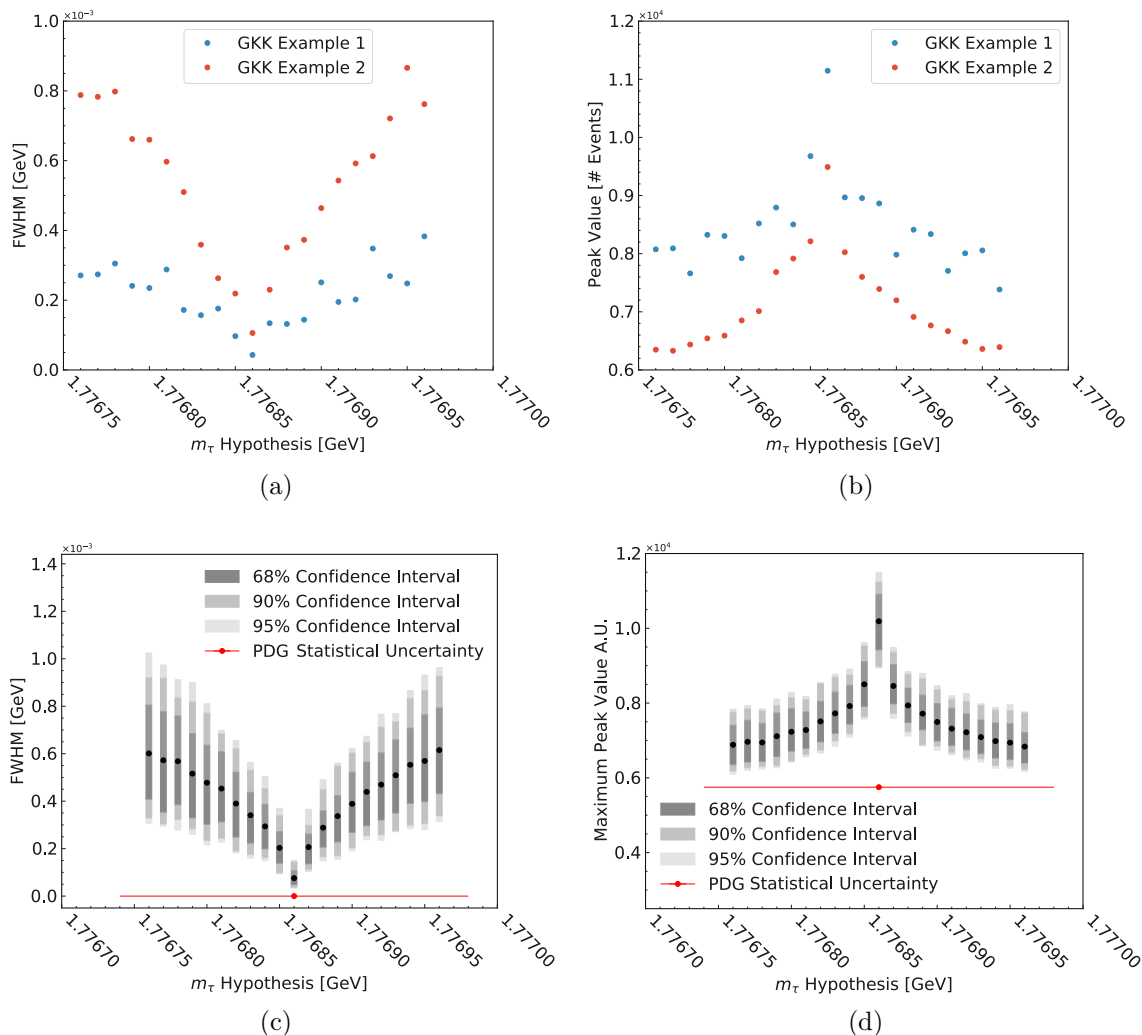 ×10⁻³
1.0
0.8
0.6
0.4
0.2
0.0
FWHM [GeV]
GKK Example 1
GKK Example 2
1.77675
1.77680
1.77685
1.77690
1.77695
1.77700
mτ Hypothesis [GeV]
(a)
×10⁴
1.2
1.1
1.0
0.9
0.8
0.7
0.6
Peak Value [# Events]
GKK Example 1
GKK Example 2
1.77675
1.77680
1.77685
1.77690
1.77695
1.77700
mτ Hypothesis [GeV]
(b)
×10⁻³
1.4
1.2
1.0
0.8
0.6
0.4
0.2
0.0
FWHM [GeV]
68% Confidence Interval
90% Confidence Interval
95% Confidence Interval
PDG Statistical Uncertainty
1.77670
1.77675
1.77680
1.77685
1.77690
1.77695
1.77700
mτ Hypothesis [GeV]
(c)
×10⁴
1.2
1.0
0.8
0.6
0.4
Maximum Peak Value A.U.
68% Confidence Interval
90% Confidence Interval
95% Confidence Interval
PDG Statistical Uncertainty
1.77670
1.77675
1.77680
1.77685
1.77690
1.77695
1.77700
mτ Hypothesis [GeV]
(d)